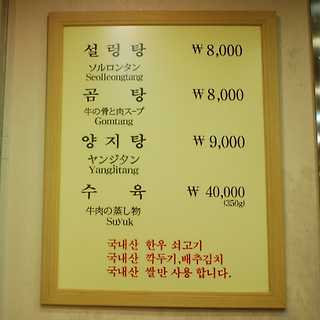 설렁탕 ₩8,000
ソルロンタン
Seolleongtang
곰 탕 ₩8,000
牛の骨と肉スープ
Gomtang
양지탕 ₩9,000
ヤンジタン
Yangjitang
수 육 ₩ 40,000
(350g)
牛肉の蒸し物
Suyuk
국내산 한우 쇠고기
국내산 깍두기,배추김치
국내산 쌀만 사용합니다.